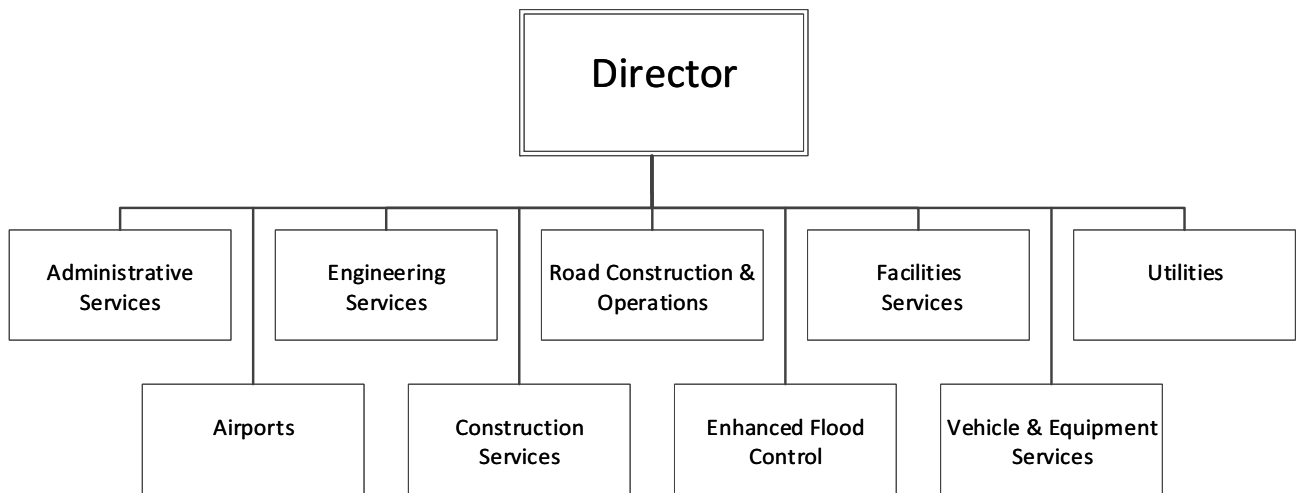 Director
Administrative
Services
Engineering
Services
Road Construction &
Operations
Facilities
Services
Utilities
Airports
Construction
Services
Enhanced Flood
Control
Vehicle & Equipment
Services